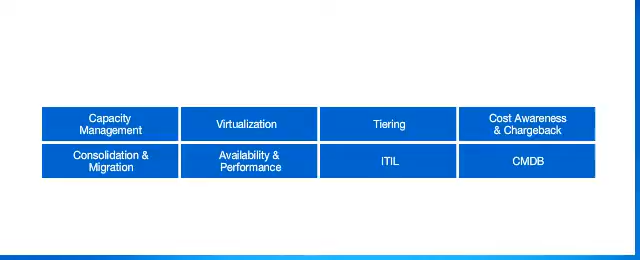 Capacity
Management
Virtualization
Tiering
Cost Awareness
& Chargeback
Consolidation &
Migration
Availability &
Performance
ITIL
CMDB